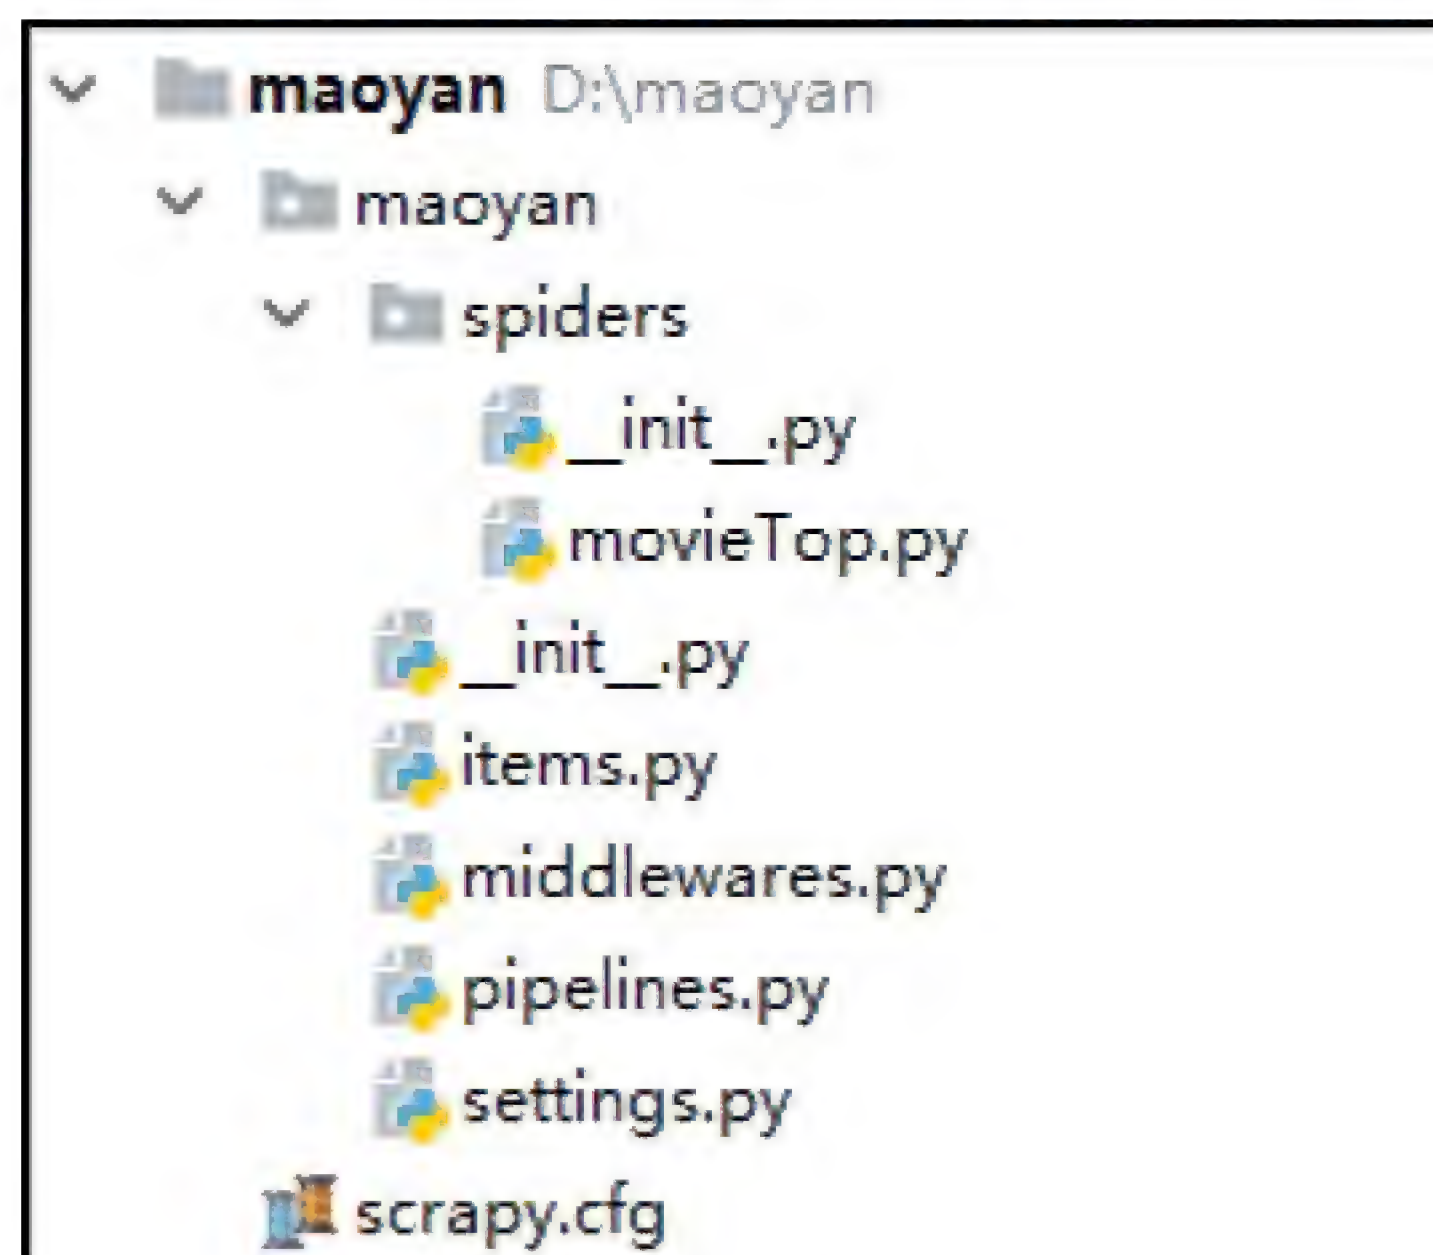 maoyan D:\maoyan
maoyan
spiders
__init__.py
movieTop.py
__init__.py
items.py
middlewares.py
pipelines.py
settings.py
scrapy.cfg